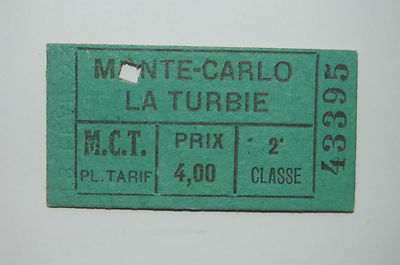 MONTE-CARLO
LA TURBIE
M.C.T.
PL. TARIF
PRIX
4,00
2e
CLASSE
43395